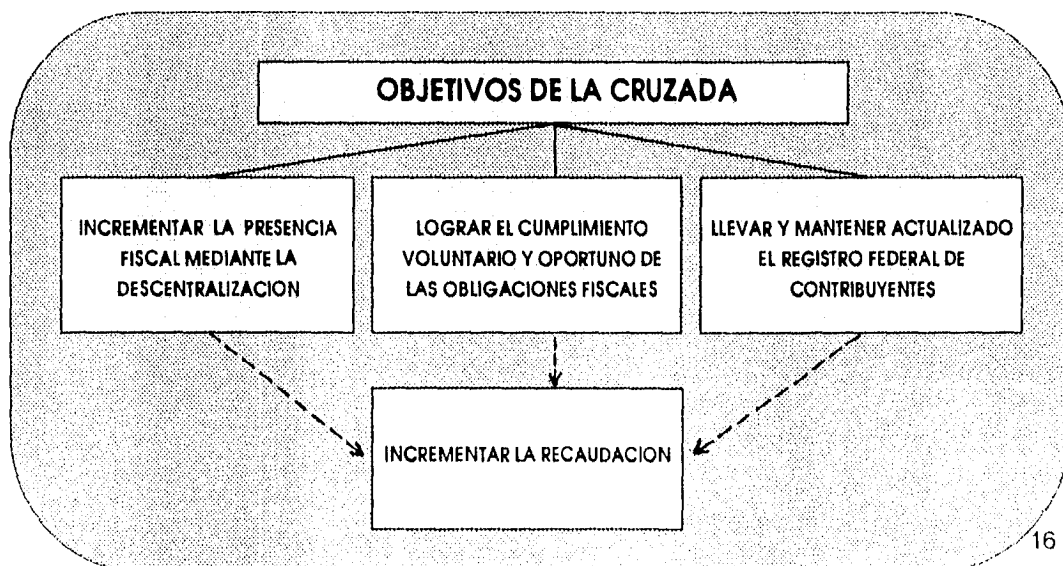 OBJETIVOS DE LA CRUZADA
INCREMENTAR LA PRESENCIA
FISCAL MEDIANTE LA
DESCENTRALIZACION
LOGRAR EL CUMPLIMIENTO
VOLUNTARIO Y OPORTUNO DE
LAS OBLIGACIONES FISCALES
LLEVAR Y MANTENER ACTUALIZADO
EL REGISTRO FEDERAL DE
CONTRIBUYENTES
INCREMENTAR LA RECAUDACION
16